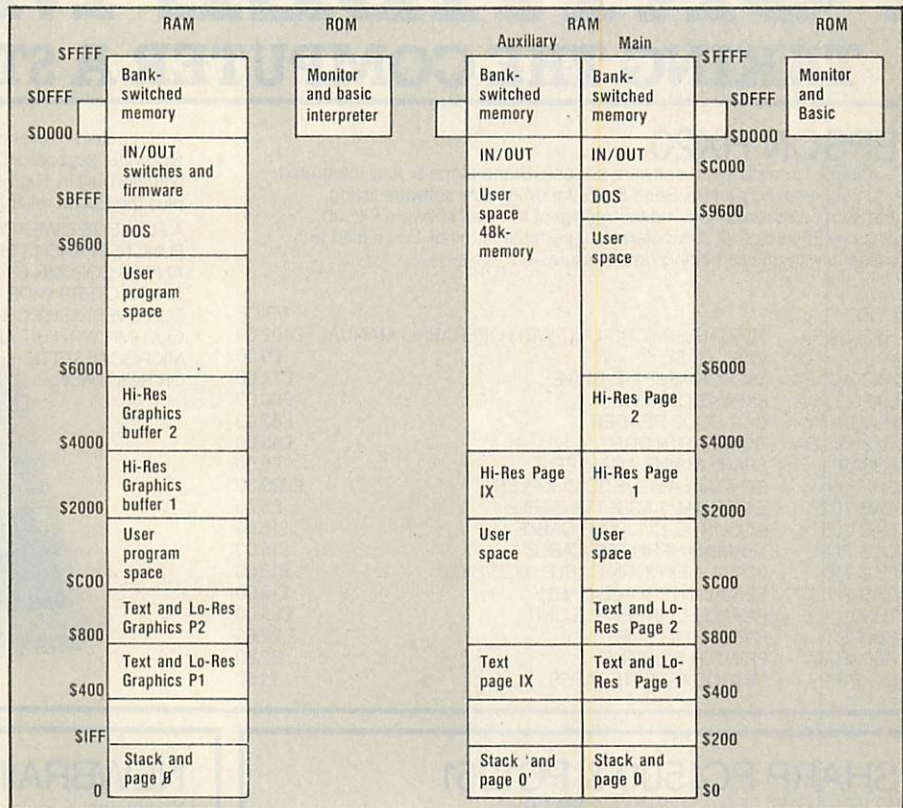 RAM
ROM
$FFFF
$DFFF
$D000
$BFFF
$9600
$6000
$4000
$2000
$C00
$800
$400
$IFF
0
Bank-
switched
memory
IN/OUT
switches and
firmware
DOS
User
program
space
Hi-Res
Graphics
buffer 2
Hi-Res
Graphics
buffer 1
User
program
space
Text and Lo-Res
Graphics P2
Text and Lo-Res
Graphics P1
Stack and
page 0
Monitor
and basic
interpreter
RAM
Auxiliary
Main
ROM
Bank-
switched
memory
IN/OUT
User
space
48k-
memory
Hi-Res Page
IX
User
space
Text
page IX
Stack and
page 0'
Bank-
switched
memory
IN/OUT
DOS
User
space
Hi-Res Page
2
Hi-Res Page
1
User
space
Text and Lo-
Res Page 2
Text and Lo-
Res Page 1
Stack and
page 0
$FFFF
$DFFF
$D000
$C000
$9600
$6000
$4000
$2000
$C00
$800
$400
$200
$0
Monitor
and
Basic